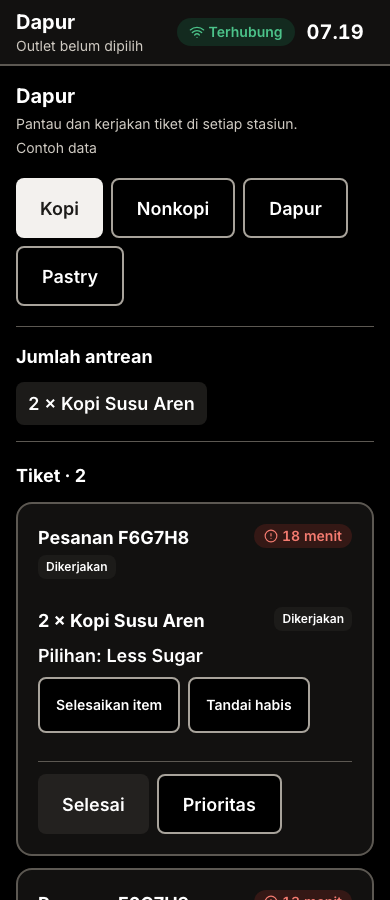 Dapur
Outlet belum dipilih
Terhubung
07.19
Dapur
Pantau dan kerjakan tiket di setiap stasiun.
Contoh data
Kopi
Nonkopi
Dapur
Pastry
Jumlah antrean
2 × Kopi Susu Aren
Tiket · 2
Pesanan F6G7H8
18 menit
Dikerjakan
2 × Kopi Susu Aren
Dikerjakan
Pilihan: Less Sugar
Selesaikan item
Tandai habis
Selesai
Prioritas